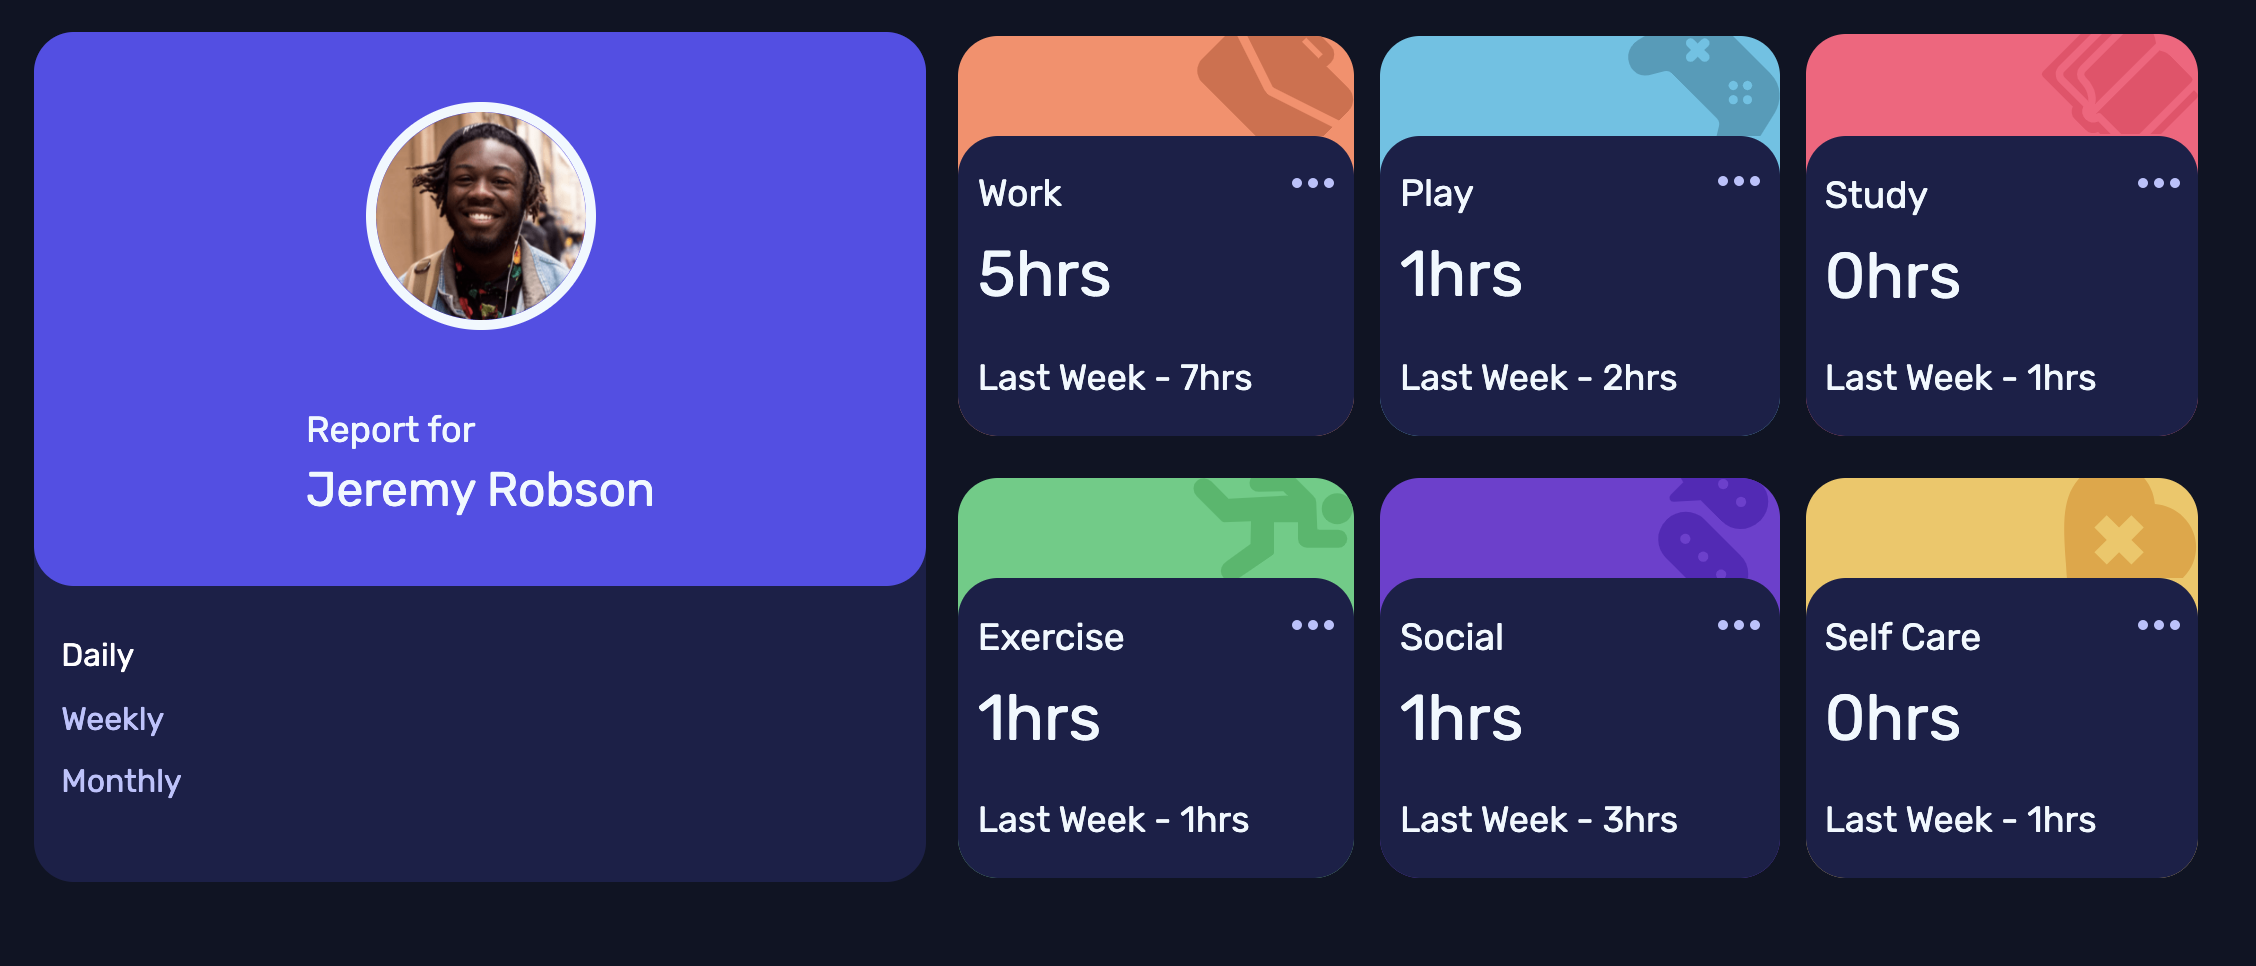 Report for
Jeremy Robson
Daily
Weekly
Monthly
Work
5hrs
Last Week - 7hrs
Play
1hrs
Last Week - 2hrs
Study
0hrs
Last Week - 1hrs
Exercise
1hrs
Last Week - 1hrs
Social
1hrs
Last Week - 3hrs
Self Care
0hrs
Last Week - 1hrs